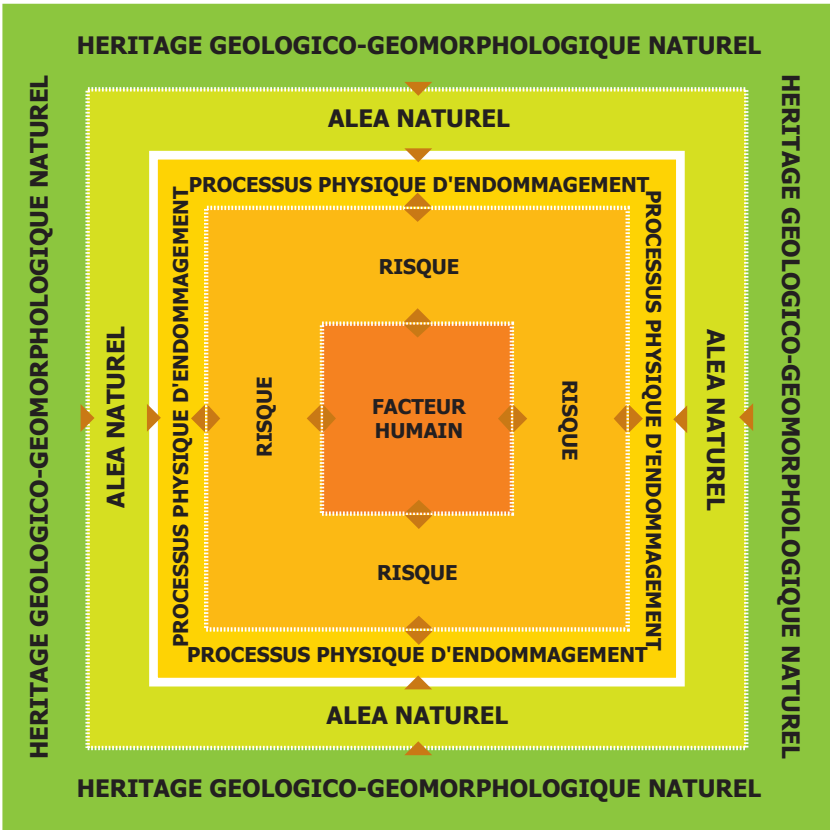 HERITAGE GEOLOGICO-GEOMORPHOLOGIQUE NATUREL
HERITAGE GEOLOGICO-GEOMORPHOLOGIQUE NATUREL
HERITAGE GEOLOGICO-GEOMORPHOLOGIQUE NATUREL
ALEA NATUREL
ALEA NATUREL
ALEA NATUREL
PROCESSUS PHYSIQUE D'ENDOMMAGEMENT
PROCESSUS PHYSIQUE D'ENDOMMAGEMENT
PROCESSUS PHYSIQUE D'ENDOMMAGEMENT
RISQUE
RISQUE
FACTEUR
HUMAIN
RISQUE
RISQUE
PROCESSUS PHYSIQUE D'ENDOMMAGEMENT
ALEA NATUREL
HERITAGE GEOLOGICO-GEOMORPHOLOGIQUE NATUREL